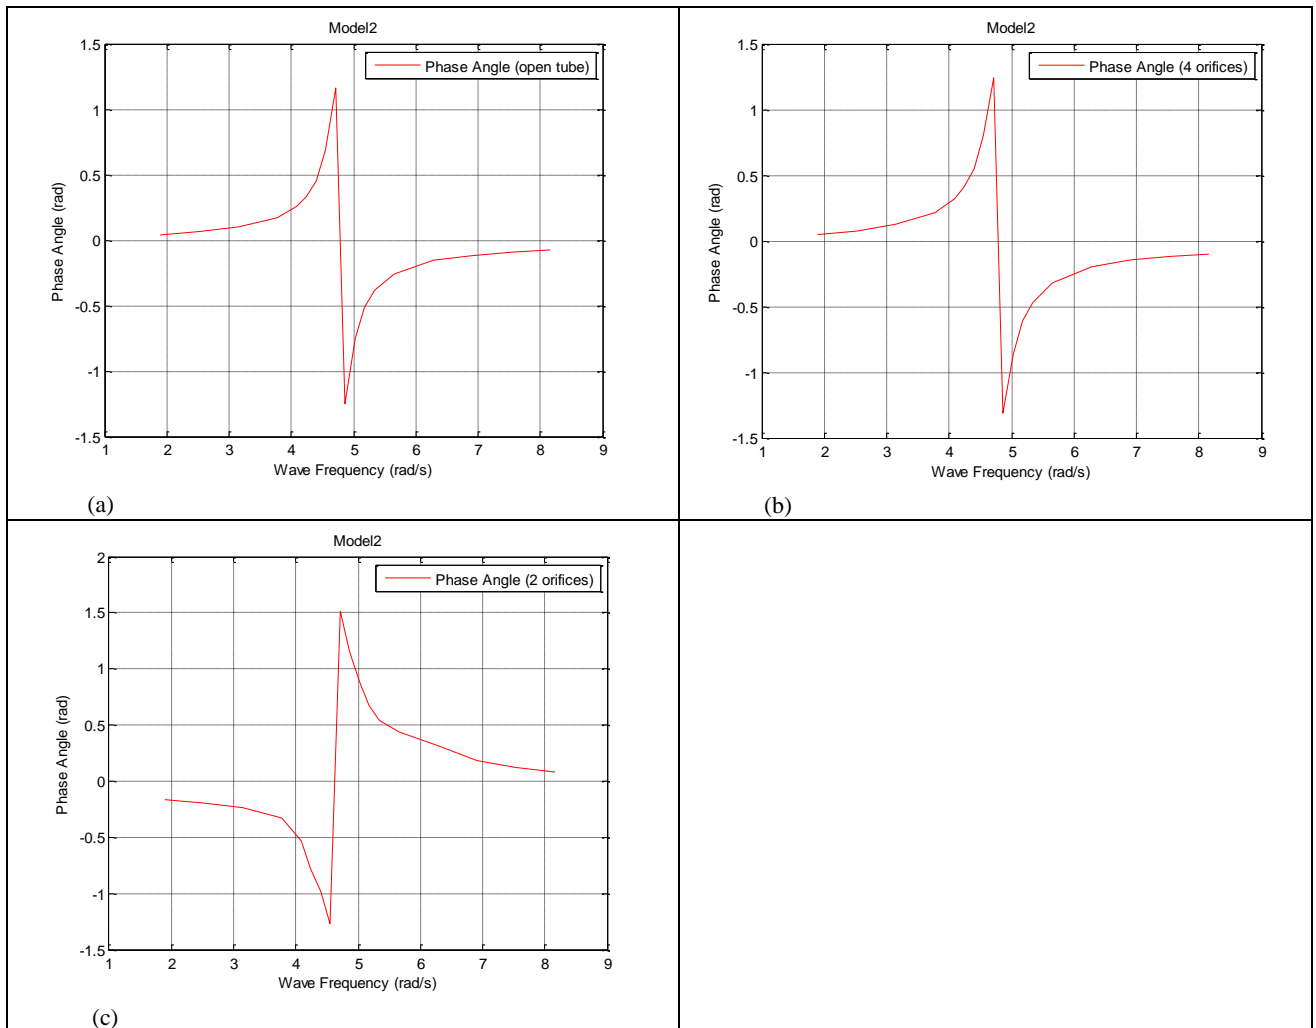 Model2
Phase Angle (open tube)
1.5
1
0.5
0
-0.5
-1
-1.5
Phase Angle (rad)
1 2 3 4 5 6 7 8 9
Wave Frequency (rad/s)
(a)
Model2
Phase Angle (4 orifices)
1.5
1
0.5
0
-0.5
-1
-1.5
Phase Angle (rad)
1 2 3 4 5 6 7 8 9
Wave Frequency (rad/s)
(b)
Model2
Phase Angle (2 orifices)
2
1.5
1
0.5
0
-0.5
-1
-1.5
Phase Angle (rad)
1 2 3 4 5 6 7 8 9
Wave Frequency (rad/s)
(c)